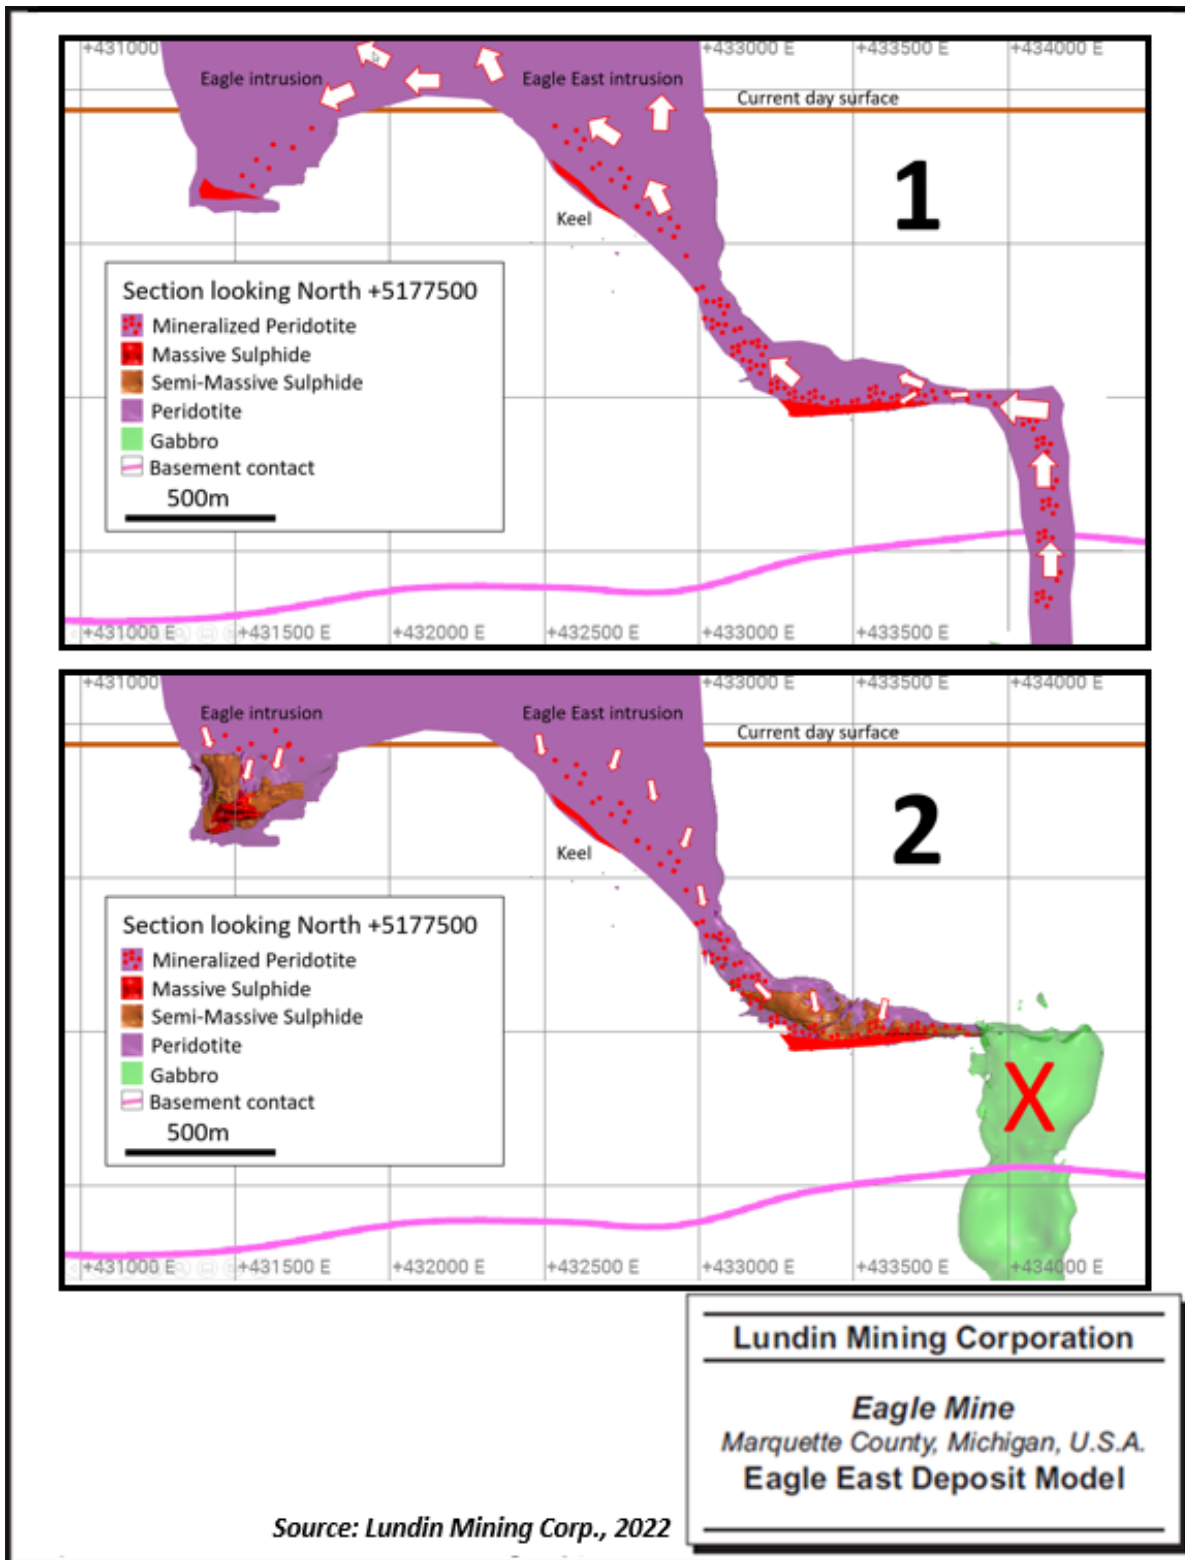 +431000
+433000 E
+433500 E
+434000 E
Eagle intrusion
Eagle East intrusion
Current day surface
1
Keel
Section looking North +5177500
Mineralized Peridotite
Massive Sulphide
Semi-Massive Sulphide
Peridotite
Gabbro
Basement contact
500m
+431000 E
+431500 E
+432000 E
+432500 E
+433000 E
+433500 E
+434000 E
+431000
+433000 E
+433500 E
+434000 E
Eagle intrusion
Eagle East intrusion
Current day surface
2
Keel
Section looking North +5177500
Mineralized Peridotite
Massive Sulphide
Semi-Massive Sulphide
Peridotite
Gabbro
Basement contact
500m
X
+431000 E
+431500 E
+432000 E
+432500 E
+433000 E
+433500 E
+434000 E
Lundin Mining Corporation
Eagle Mine
Marquette County, Michigan, U.S.A.
Eagle East Deposit Model
Source: Lundin Mining Corp., 2022